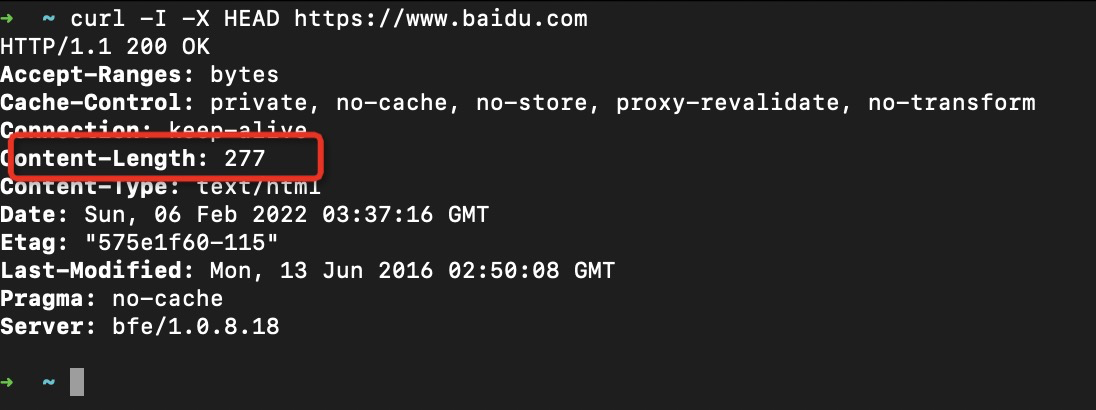 ➜ ~ curl -I -X HEAD https://www.baidu.com
HTTP/1.1 200 OK
Accept-Ranges: bytes
Cache-Control: private, no-cache, no-store, proxy-revalidate, no-transform
Connection: keep-alive
Content-Length: 277
Content-Type: text/html
Date: Sun, 06 Feb 2022 03:37:16 GMT
Etag: "575e1f60-115"
Last-Modified: Mon, 13 Jun 2016 02:50:08 GMT
Pragma: no-cache
Server: bfe/1.0.8.18
➜ ~